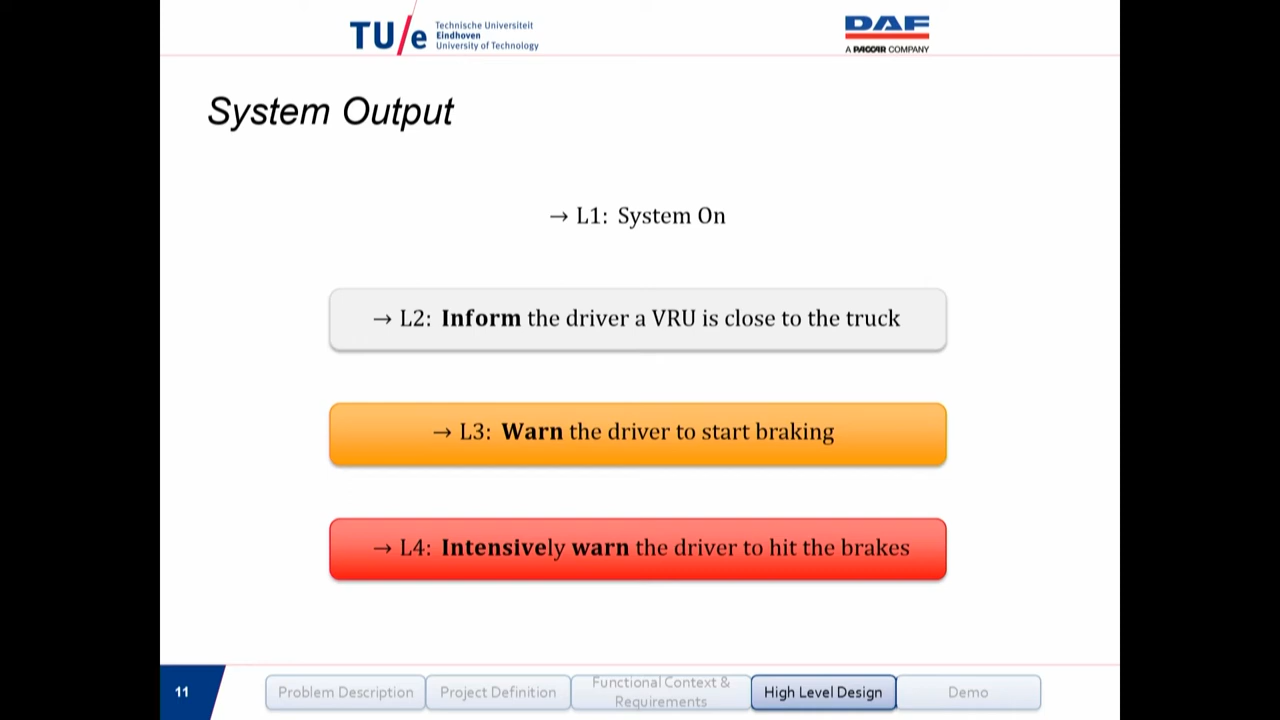 TU/e
Technische Universiteit
Eindhoven
University of Technology
DAF
A PACCAR COMPANY
System Output
→ L1: System On
→ L2: Inform the driver a VRU is close to the truck
→ L3: Warn the driver to start braking
→ L4: Intensively warn the driver to hit the brakes
11
Problem Description
Project Definition
Functional Context &
Requirements
High Level Design
Demo